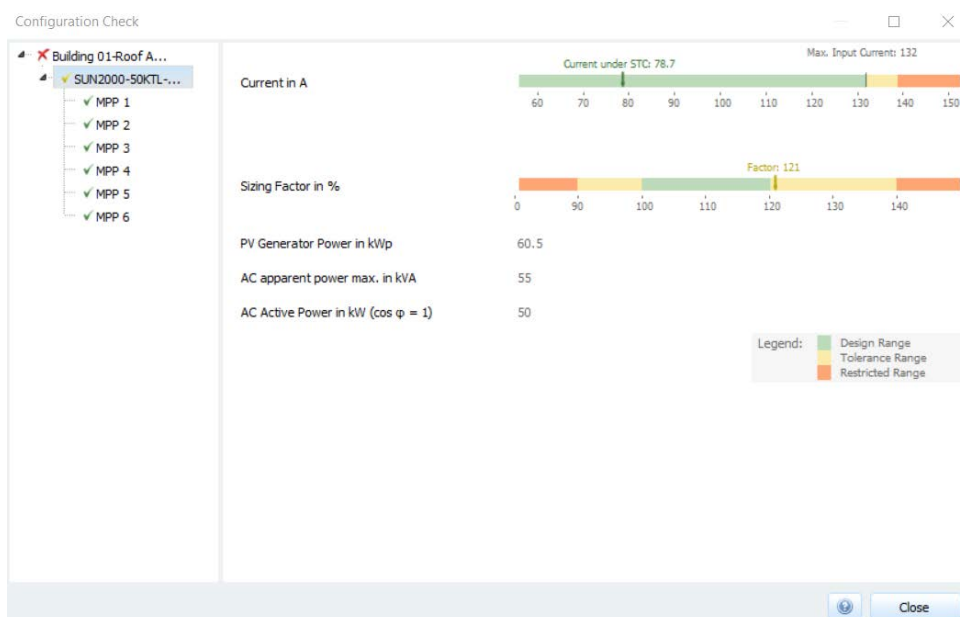 Configuration Check
Building 01-Roof A...
SUN2000-50KTL-...
MPP 1
MPP 2
MPP 3
MPP 4
MPP 5
MPP 6
Max. Input Current: 132
Current under STC: 78.7
Current in A
60 70 80 90 100 110 120 130 140 150
Factor: 121
Sizing Factor in %
0 90 100 110 120 130 140
PV Generator Power in kWp 60.5
AC apparent power max. in kVA 55
AC Active Power in kW (cos φ = 1) 50
Legend: Design Range
Tolerance Range
Restricted Range
Close